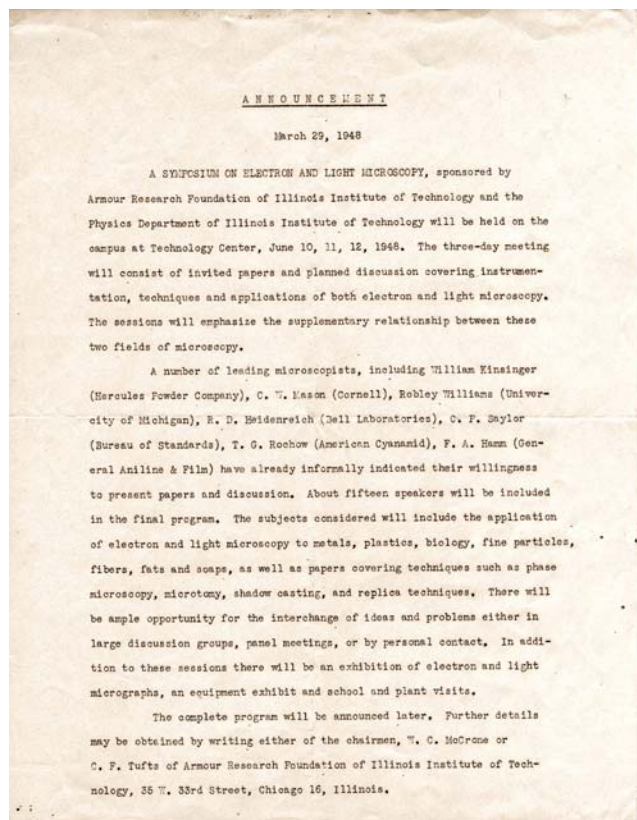 ANNOUNCEMENT
March 29, 1948
A SYMPOSIUM ON ELECTRON AND LIGHT MICROSCOPY, sponsored by
Armour Research Foundation of Illinois Institute of Technology and the
Physics Department of Illinois Institute of Technology will be held on the
campus at Technology Center, June 10, 11, 12, 1948. The three-day meeting
will consist of invited papers and planned discussion covering instrumen-
tation, techniques and applications of both electron and light microscopy.
The sessions will emphasize the supplementary relationship between these
two fields of microscopy.
A number of leading microscopists, including William Kinsinger
(Hercules Powder Company), C. W. Mason (Cornell), Robley Williams (Univer-
city of Michigan), R. D. Heidenreich (Bell Laboratories), C. P. Saylor
(Bureau of Standards), T. G. Rochow (American Cyanamid), F. A. Hamm (Gen-
eral Aniline & Film) have already informally indicated their willingness
to present papers and discussion. About fifteen speakers will be included
in the final program. The subjects considered will include the application
of electron and light microscopy to metals, plastics, biology, fine particles,
fibers, fats and soaps, as well as papers covering techniques such as phase
microscopy, microtomy, shadow casting, and replica techniques. There will
be ample opportunity for the interchange of ideas and problems either in
large discussion groups, panel meetings, or by personal contact. In addi-
tion to these sessions there will be an exhibition of electron and light
micrographs, an equipment exhibit and school and plant visits.
The complete program will be announced later. Further details
may be obtained by writing either of the chairmen, W. C. McCrone or
C. F. Tufts of Armour Research Foundation of Illinois Institute of Tech-
nology, 35 W. 33rd Street, Chicago 16, Illinois.